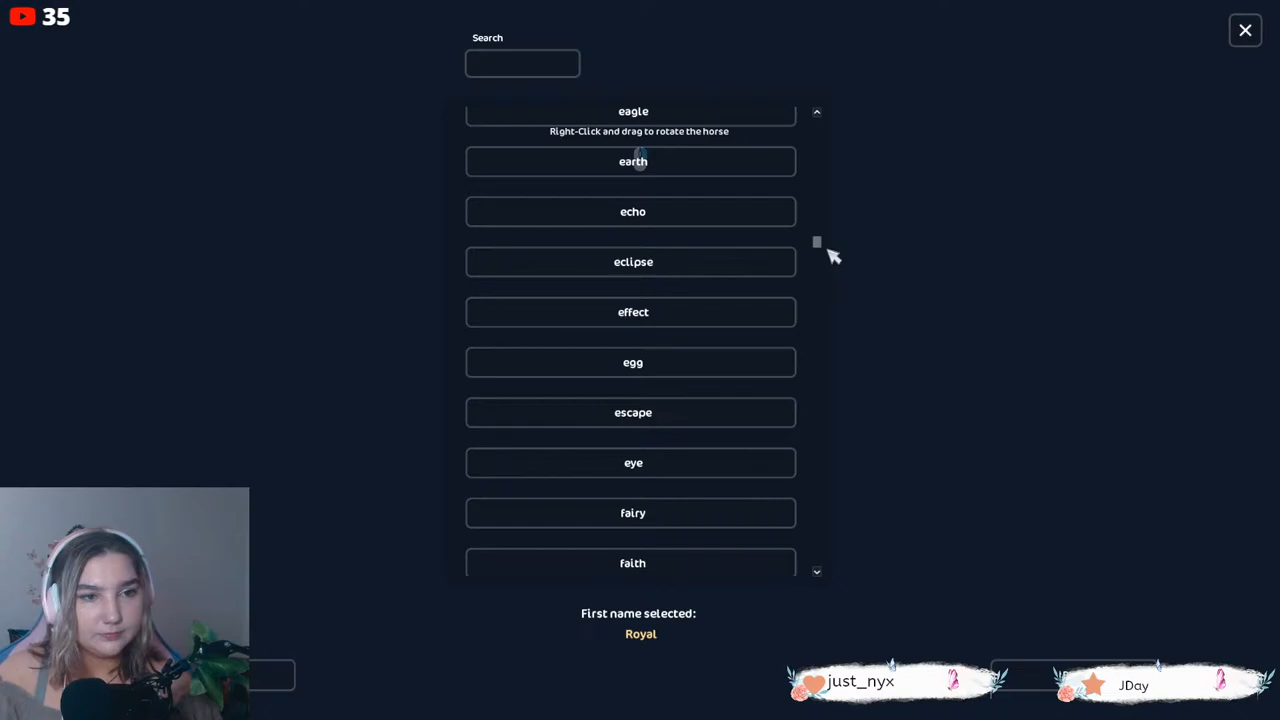 35
Search
eagle
Right-Click and drag to rotate the horse
earth
echo
eclipse
effect
egg
escape
eye
fairy
faith
First name selected:
Royal
just_nyx
JDay